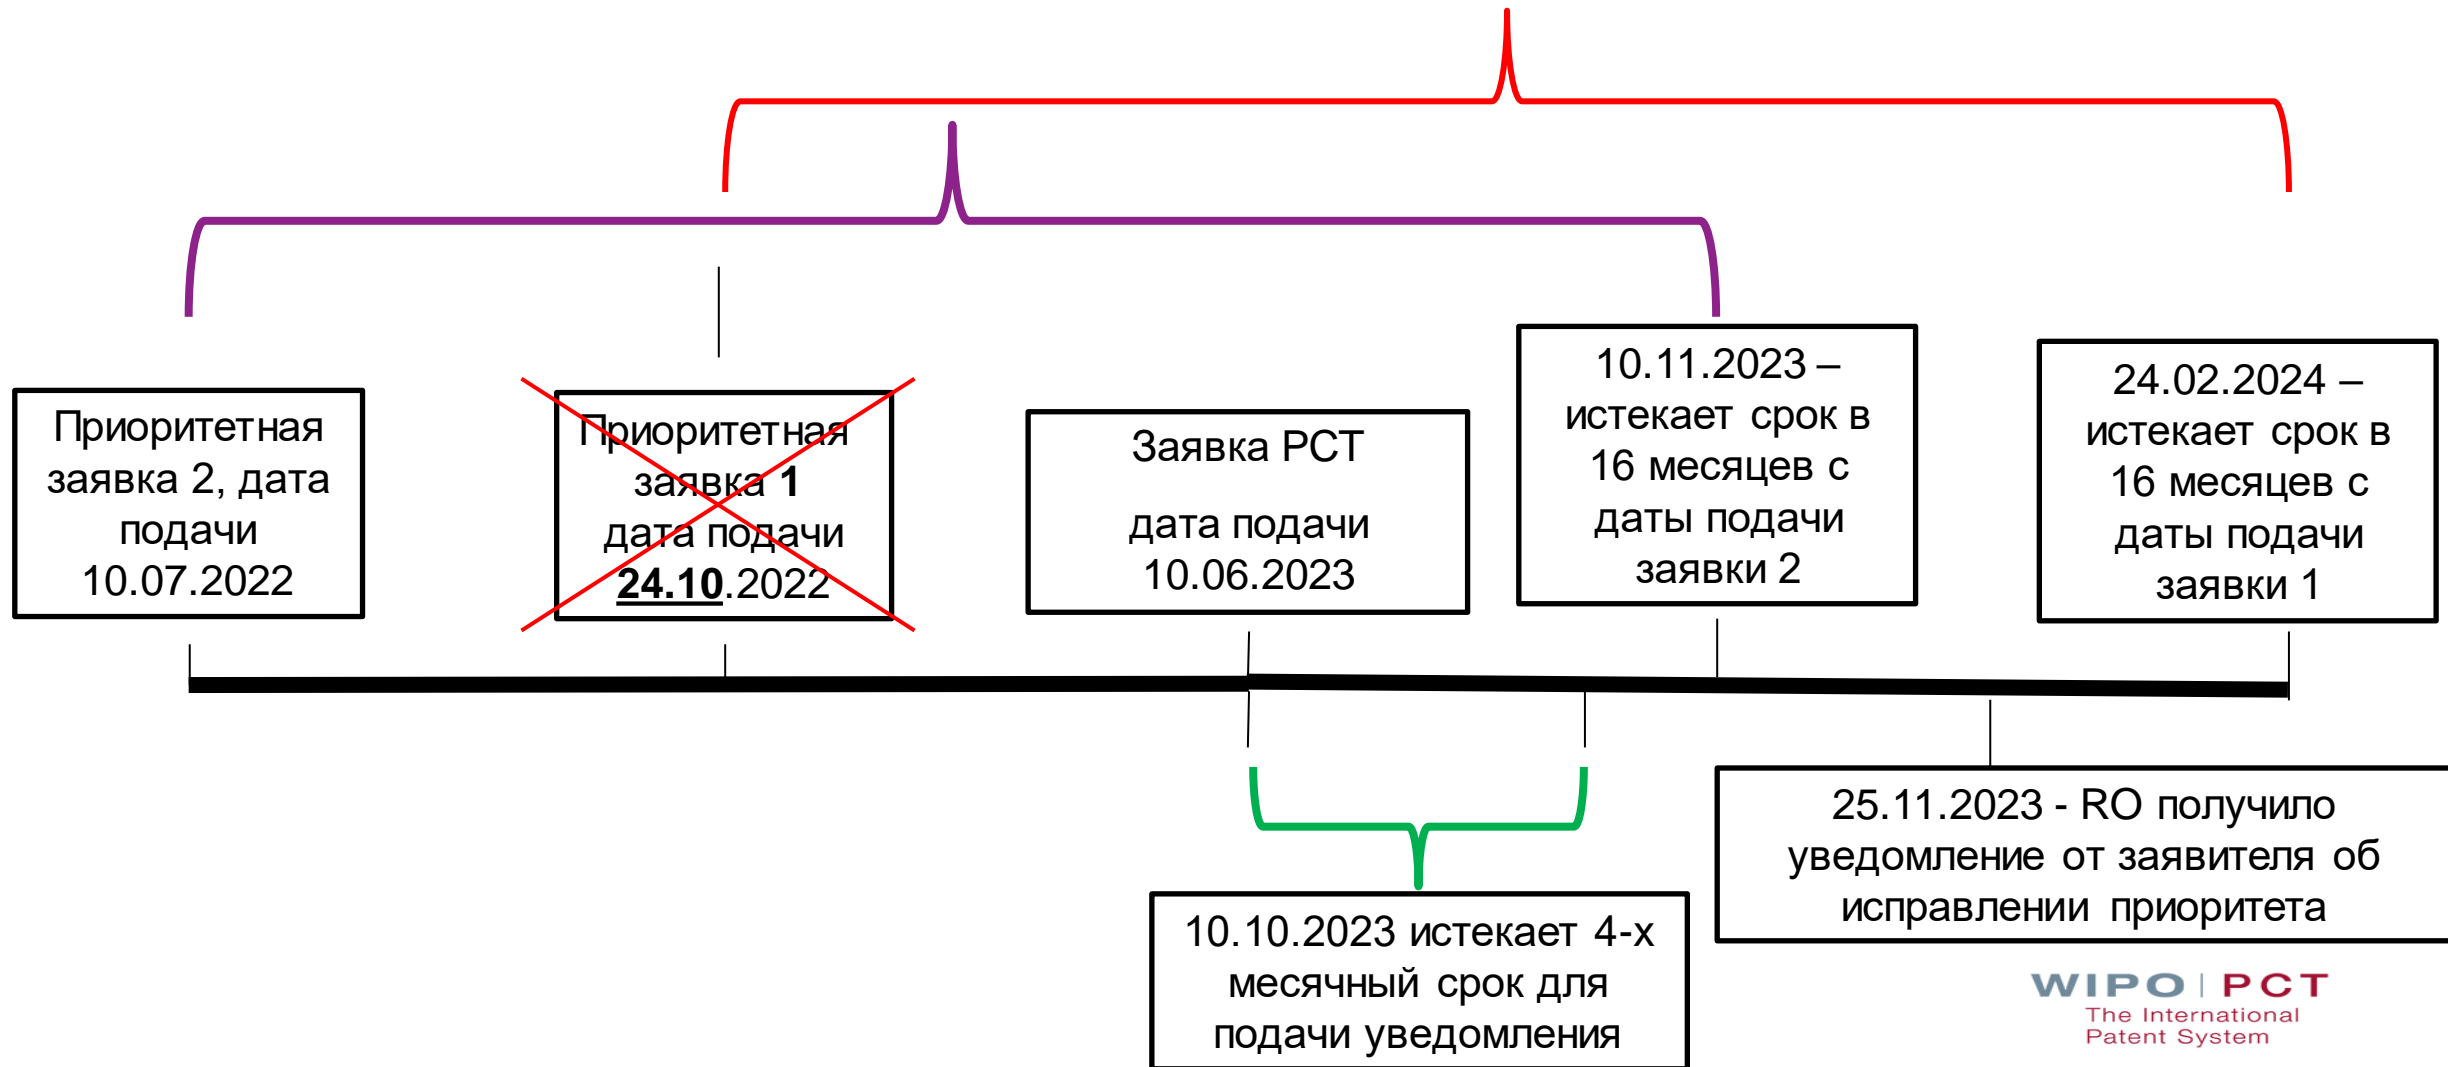 Приоритетная
заявка 2, дата
подачи
10.07.2022
Приоритетная
заявка 1
дата подачи
24.10.2022
Заявка PCT
дата подачи
10.06.2023
10.11.2023 –
истекает срок в
16 месяцев с
даты подачи
заявки 2
24.02.2024 –
истекает срок в
16 месяцев с
даты подачи
заявки 1
10.10.2023 истекает 4-х
месячный срок для
подачи уведомления
25.11.2023 - RO получило
уведомление от заявителя об
исправлении приоритета
WIPO | PCT
The International
Patent System